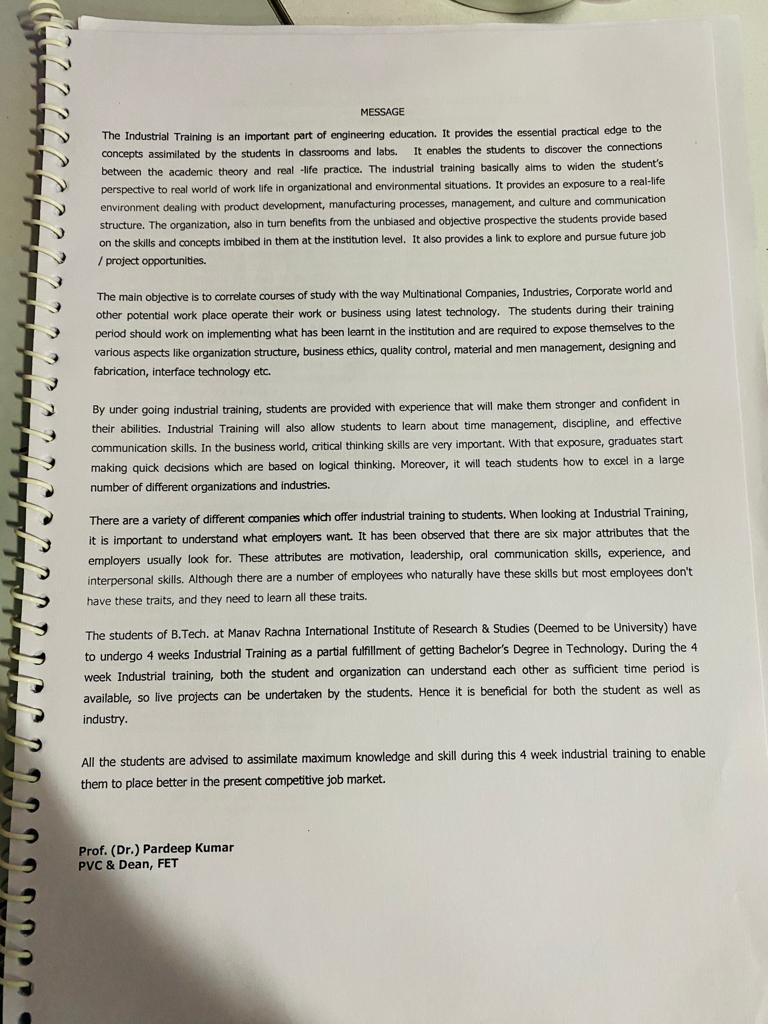 MESSAGE
The Industrial Training is an important part of engineering education. It provides the essential practical edge to the
concepts assimilated by the students in classrooms and labs. It enables the students to discover the connections
between the academic theory and real -life practice. The industrial training basically aims to widen the student's
perspective to real world of work life in organizational and environmental situations. It provides an exposure to a real-life
environment dealing with product development, manufacturing processes, management, and culture and communication
structure. The organization, also in turn benefits from the unbiased and objective prospective the students provide based
on the skills and concepts imbibed in them at the institution level. It also provides a link to explore and pursue future job
/ project opportunities.
The main objective is to correlate courses of study with the way Multinational Companies, Industries, Corporate world and
other potential work place operate their work or business using latest technology. The students during their training
period should work on implementing what has been learnt in the institution and are required to expose themselves to the
various aspects like organization structure, business ethics, quality control, material and men management, designing and
fabrication, interface technology etc.
By under going industrial training, students are provided with experience that will make them stronger and confident in
their abilities. Industrial Training will also allow students to learn about time management, discipline, and effective
communication skills. In the business world, critical thinking skills are very important. With that exposure, graduates start
making quick decisions which are based on logical thinking. Moreover, it will teach students how to excel in a large
number of different organizations and industries.
There are a variety of different companies which offer industrial training to students. When looking at Industrial Training,
it is important to understand what employers want. It has been observed that there are six major attributes that the
employers usually look for. These attributes are motivation, leadership, oral communication skills, experience, and
interpersonal skills. Although there are a number of employees who naturally have these skills but most employees don't
have these traits, and they need to learn all these traits.
The students of B.Tech. at Manav Rachna International Institute of Research & Studies (Deemed to be University) have
to undergo 4 weeks Industrial Training as a partial fulfillment of getting Bachelor's Degree in Technology. During the 4
week Industrial training, both the student and organization can understand each other as sufficient time period is
available, so live projects can be undertaken by the students. Hence it is beneficial for both the student as well as
industry.
All the students are advised to assimilate maximum knowledge and skill during this 4 week industrial training to enable
them to place better in the present competitive job market.
Prof. (Dr.) Pardeep Kumar
PVC & Dean, FET